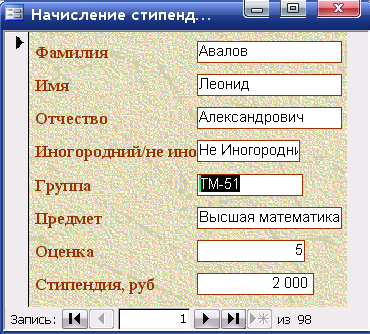 Начисление стипенд...
Фамилия Авалов
Имя Леонид
Отчество Александрович
Иногородний/не ино Не Иногородни
Группа ТМ-51
Предмет Высшая математика
Оценка 5
Стипендия, руб 2 000
Запись: 1 из 98